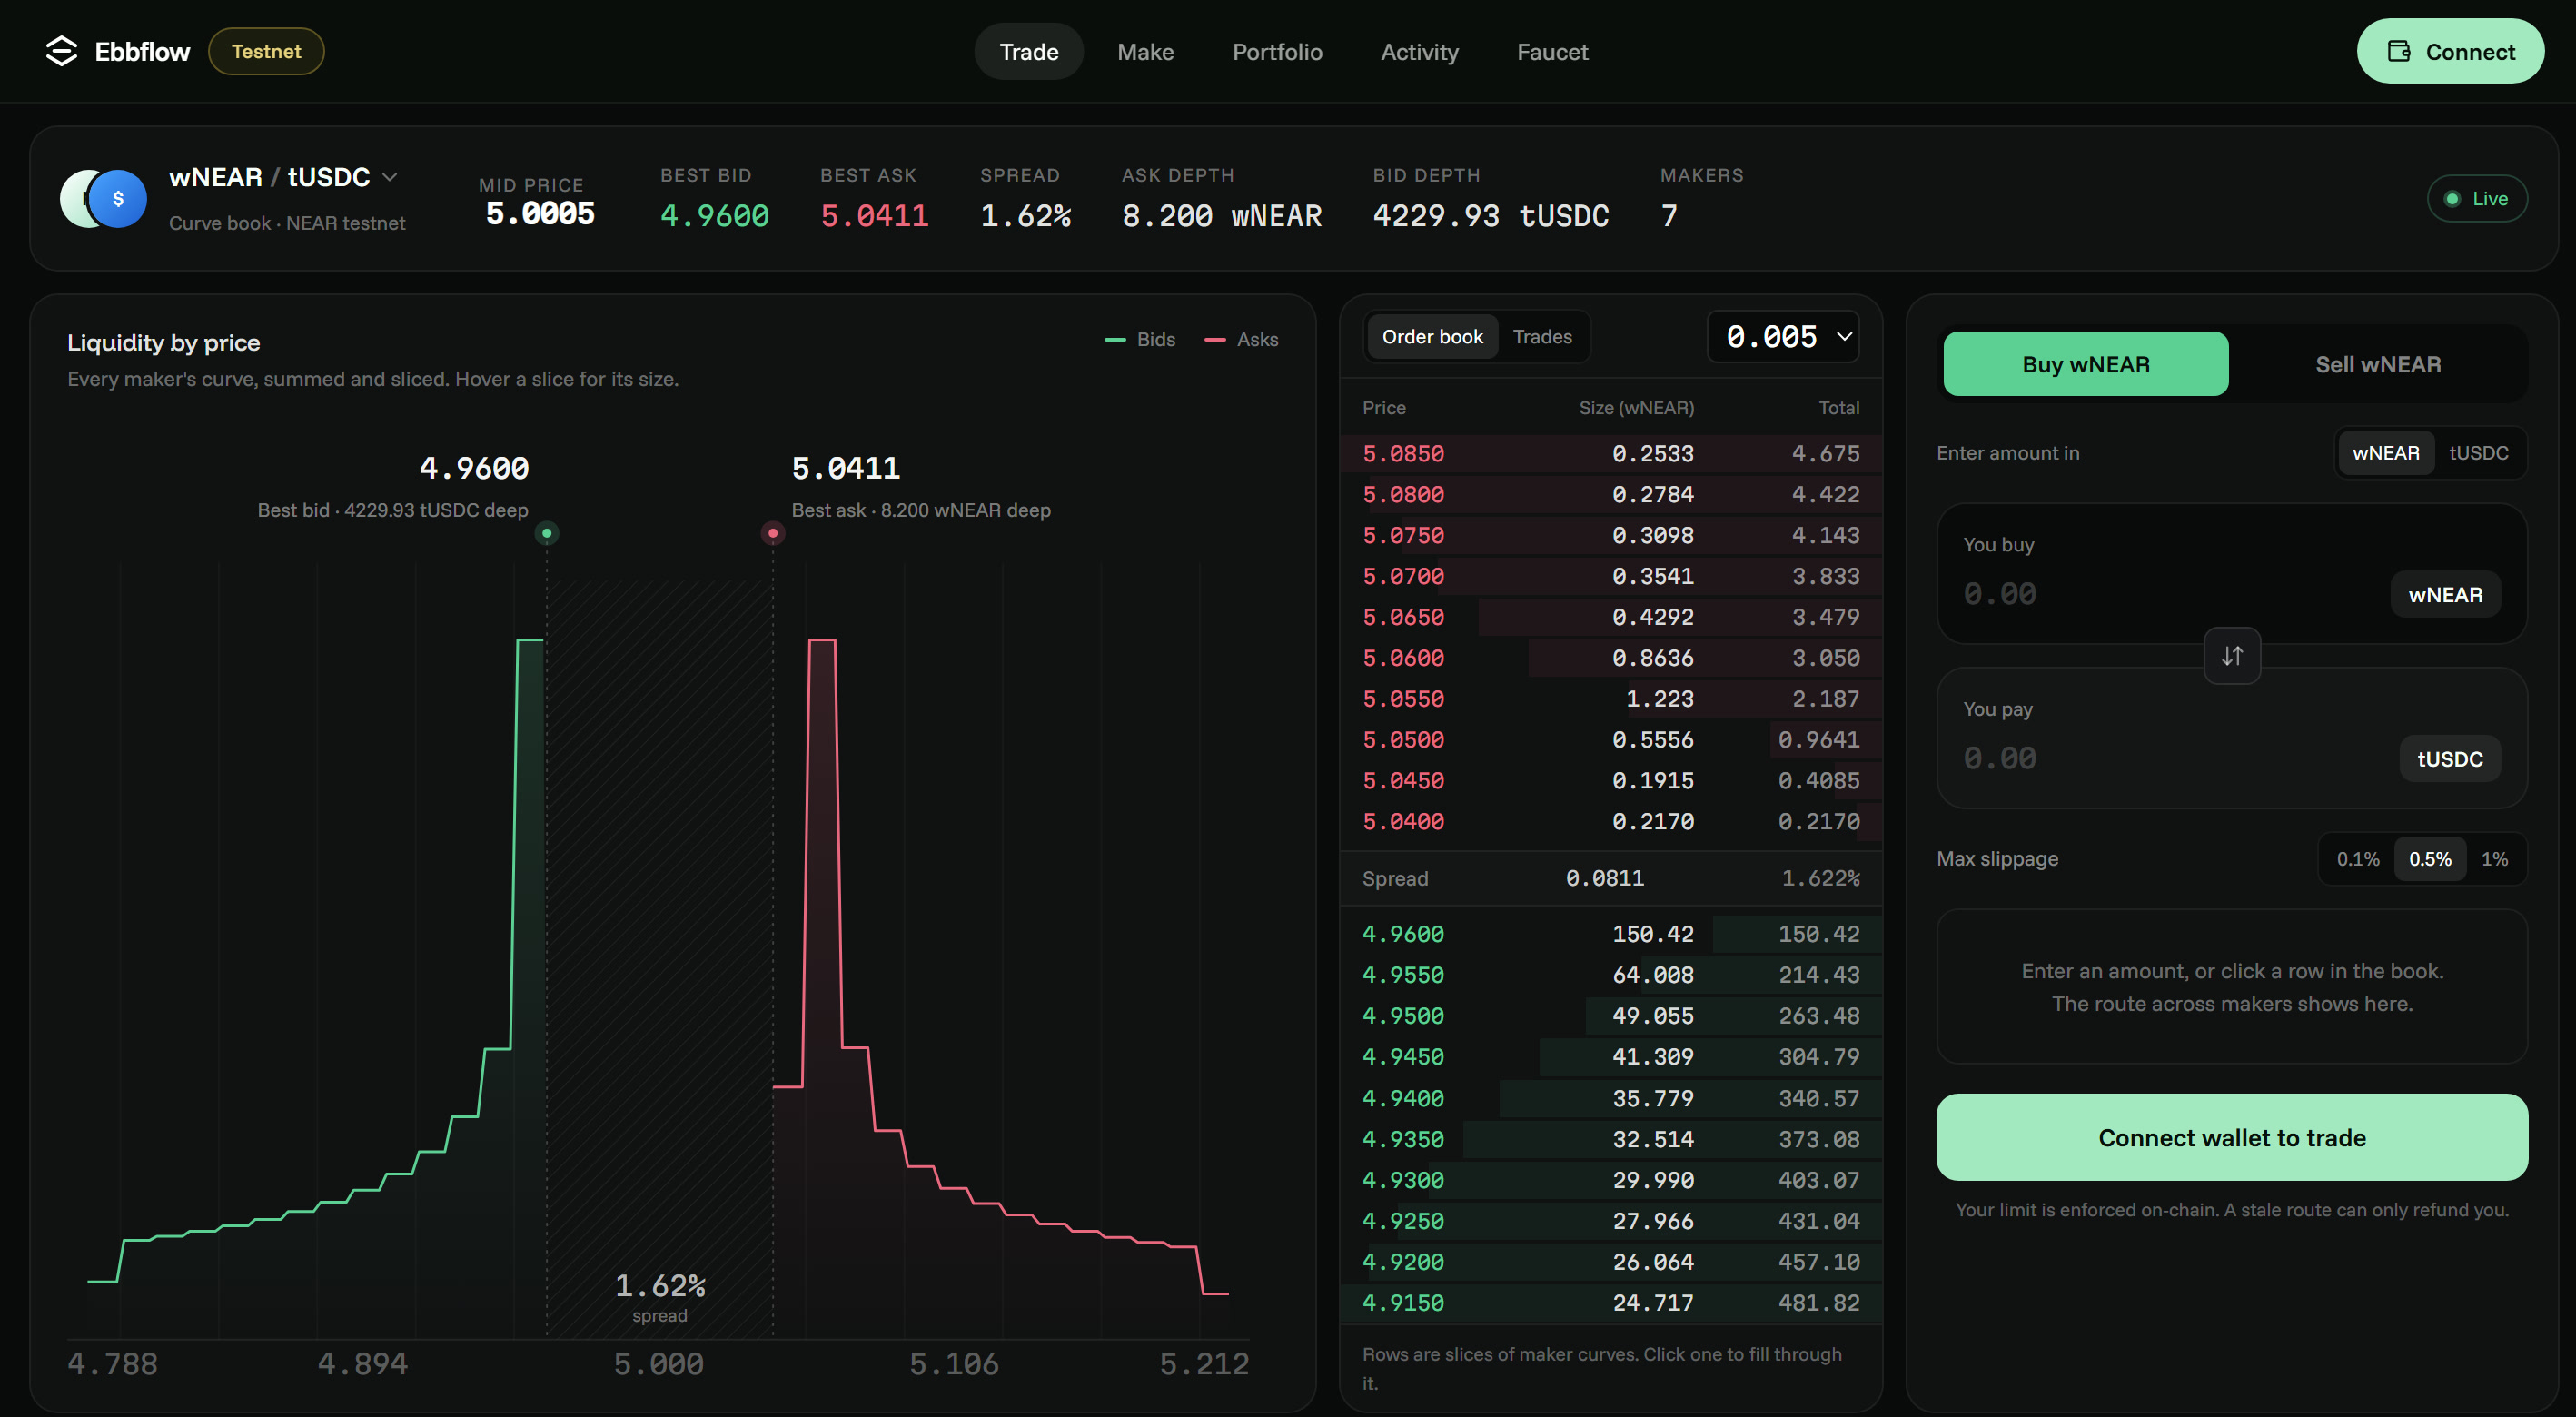 Ebbflow
Testnet
Trade
Make
Portfolio
Activity
Faucet
Connect
$
wNEAR / tUSDC
Curve book · NEAR testnet
MID PRICE
5.0005
BEST BID
4.9600
BEST ASK
5.0411
SPREAD
1.62%
ASK DEPTH
8.200 wNEAR
BID DEPTH
4229.93 tUSDC
MAKERS
7
Live
Liquidity by price
Bids
Asks
Every maker's curve, summed and sliced. Hover a slice for its size.
4.9600
Best bid · 4229.93 tUSDC deep
5.0411
Best ask · 8.200 wNEAR deep
1.62%
spread
4.788 4.894 5.000 5.106 5.212
Order book
Trades
0.005
Price Size (wNEAR) Total
5.0850 0.2533 4.675
5.0800 0.2784 4.422
5.0750 0.3098 4.143
5.0700 0.3541 3.833
5.0650 0.4292 3.479
5.0600 0.8636 3.050
5.0550 1.223 2.187
5.0500 0.5556 0.9641
5.0450 0.1915 0.4085
5.0400 0.2170 0.2170
Spread 0.0811 1.622%
4.9600 150.42 150.42
4.9550 64.008 214.43
4.9500 49.055 263.48
4.9450 41.309 304.79
4.9400 35.779 340.57
4.9350 32.514 373.08
4.9300 29.990 403.07
4.9250 27.966 431.04
4.9200 26.064 457.10
4.9150 24.717 481.82
Rows are slices of maker curves. Click one to fill through
it.
Buy wNEAR
Sell wNEAR
Enter amount in
wNEAR
tUSDC
You buy
0.00
wNEAR
You pay
0.00
tUSDC
Max slippage
0.1%
0.5%
1%
Enter an amount, or click a row in the book.
The route across makers shows here.
Connect wallet to trade
Your limit is enforced on-chain. A stale route can only refund you.